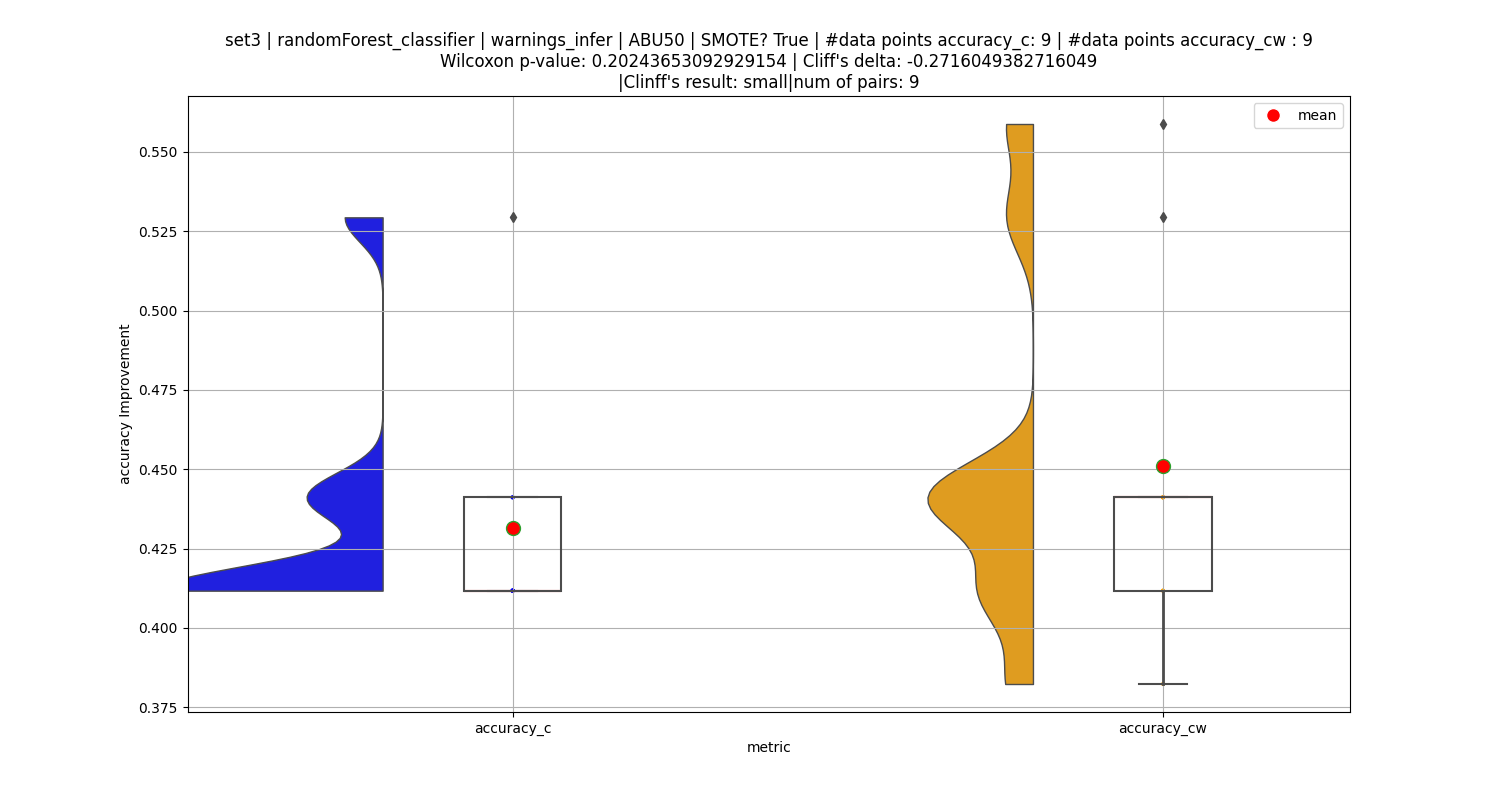 set3 | randomForest_classifier | warnings_infer | ABU50 | SMOTE? True | #data points accuracy_c: 9 | #data points accuracy_cw : 9
Wilcoxon p-value: 0.20243653092929154 | Cliff's delta: -0.2716049382716049
|Clinff's result: small|num of pairs: 9
mean
0.550
0.525
0.500
0.475
0.450
0.425
0.400
0.375
accuracy Improvement
accuracy_c
accuracy_cw
metric